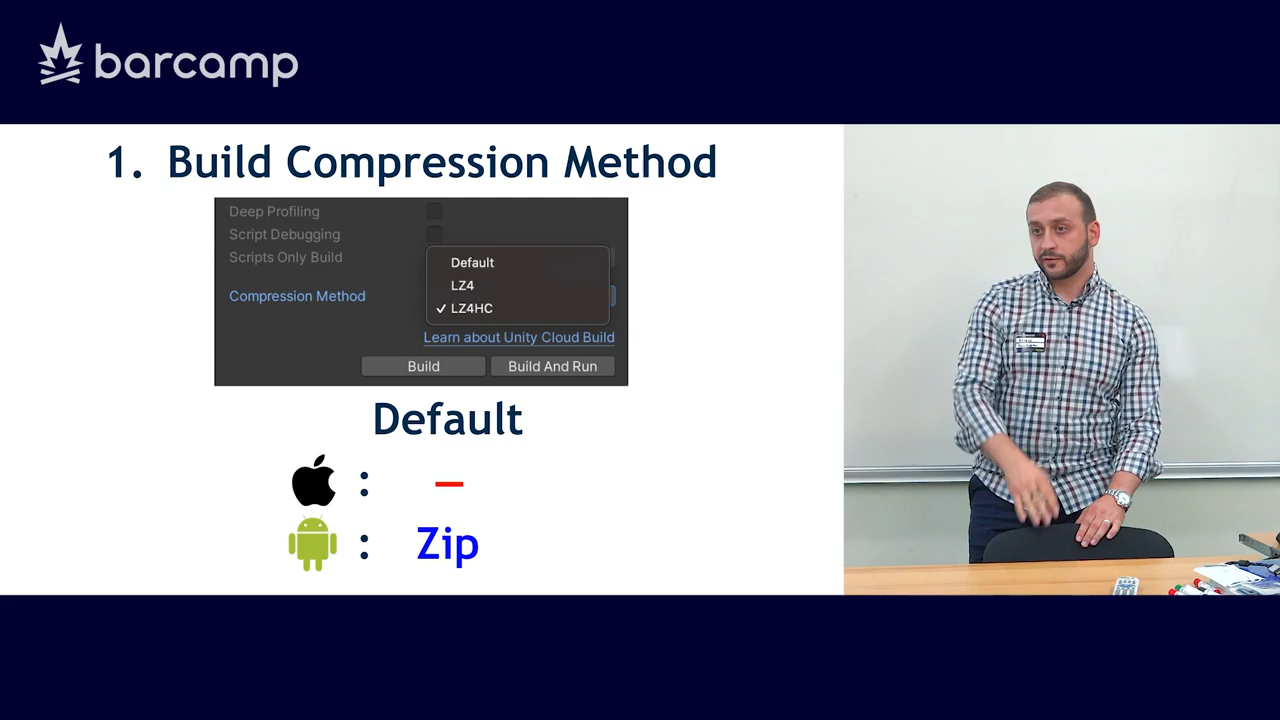 barcamp
1. Build Compression Method
Deep Profiling
Script Debugging
Scripts Only Build
Compression Method
Default
LZ4
✓ LZ4HC
Learn about Unity Cloud Build
Build
Build And Run
Default
: –
: Zip